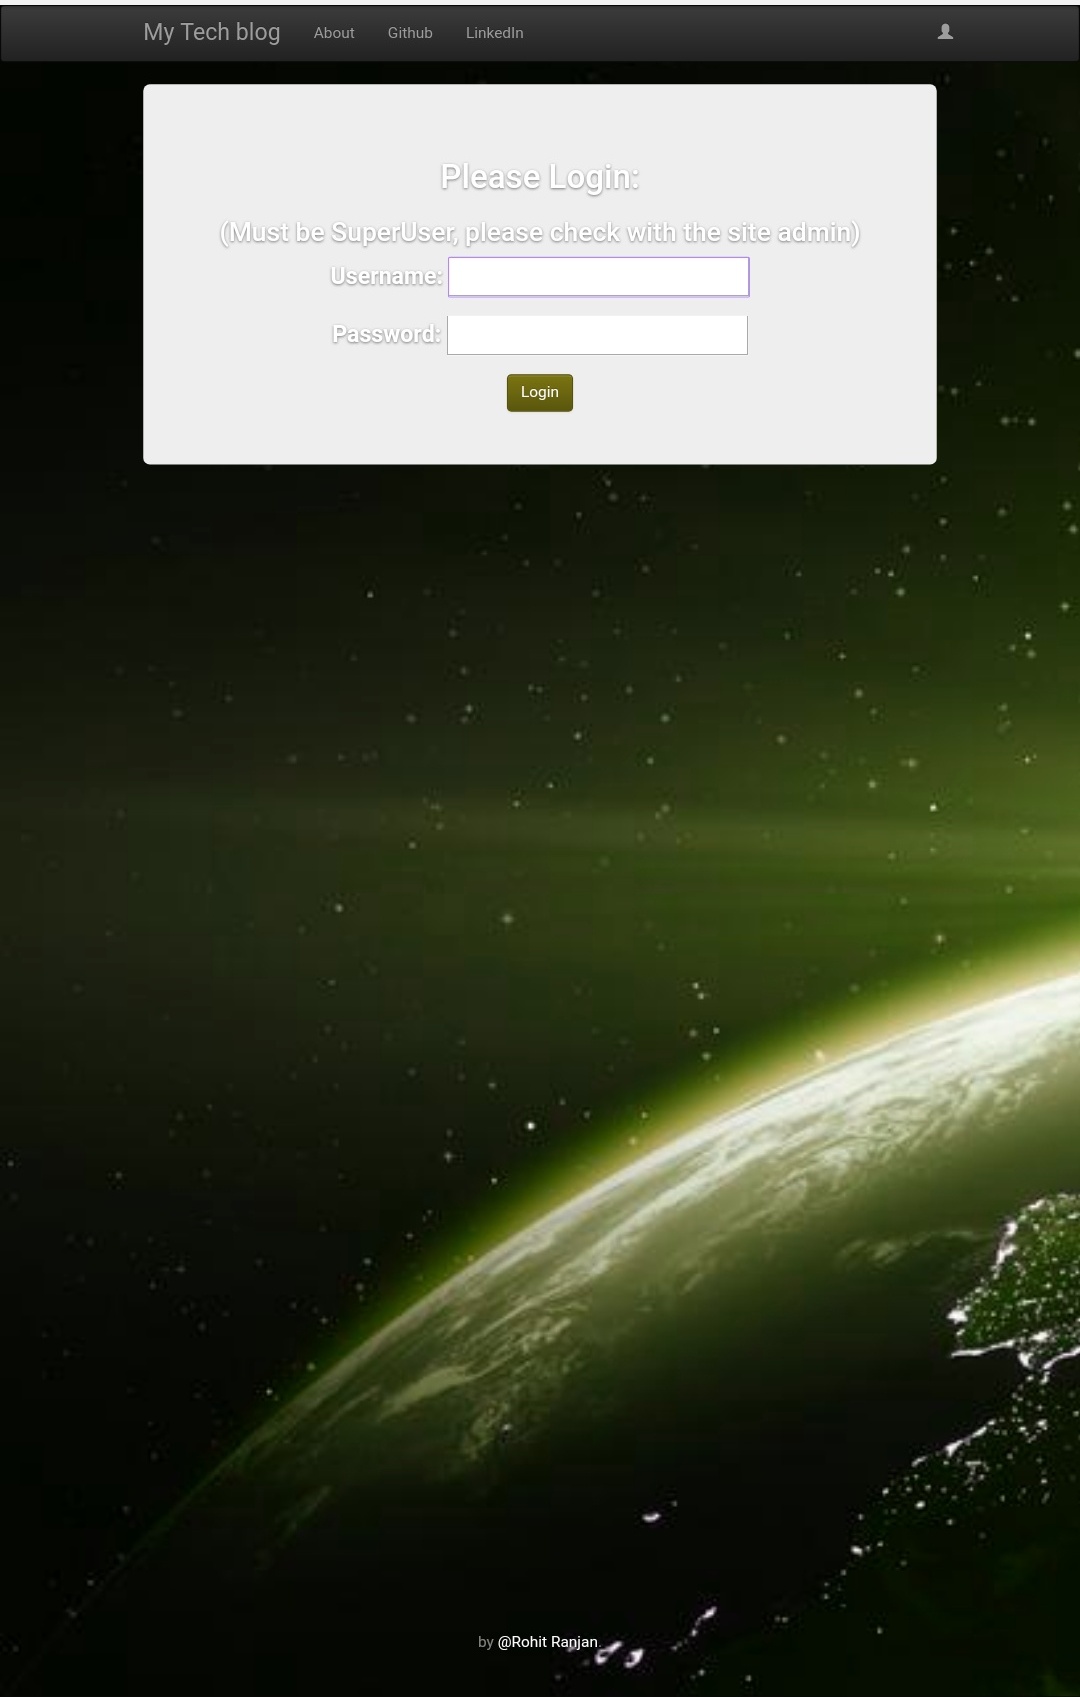 My Tech blog About Github LinkedIn
Please Login:
(Must be SuperUser, please check with the site admin)
Username:
Password:
Login
by @Rohit Ranjan.